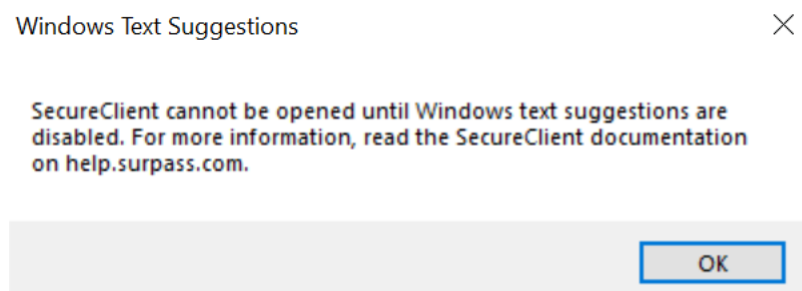 Windows Text Suggestions
SecureClient cannot be opened until Windows text suggestions are
disabled. For more information, read the SecureClient documentation
on help.surpass.com.
OK